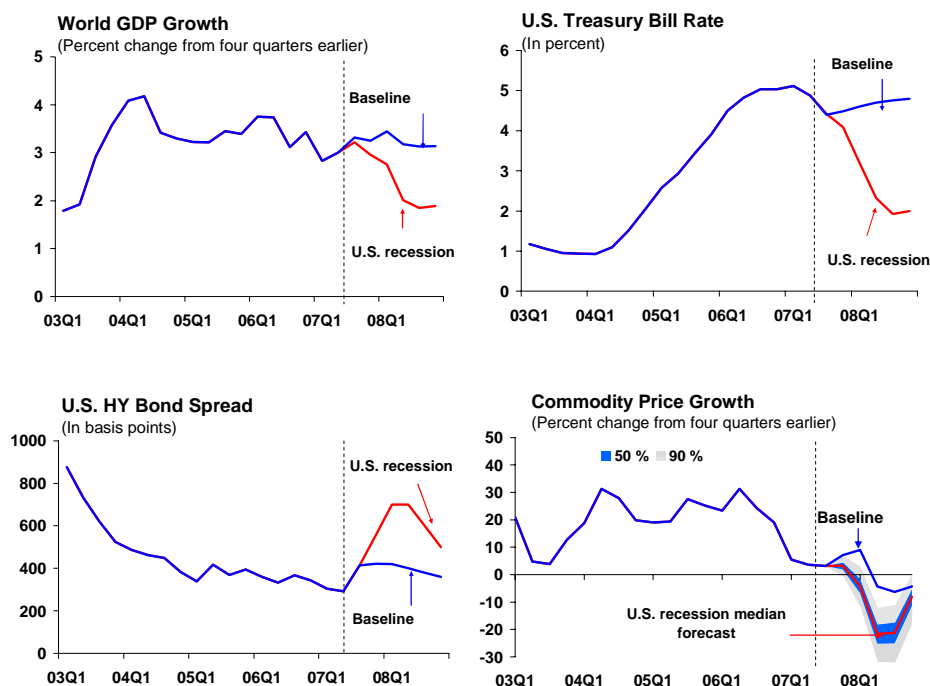 World GDP Growth
(Percent change from four quarters earlier)
5
4
3
2
1
0
Baseline
U.S. recession
03Q1 04Q1 05Q1 06Q1 07Q1 08Q1
U.S. Treasury Bill Rate
(In percent)
6
5
4
3
2
1
0
Baseline
U.S. recession
03Q1 04Q1 05Q1 06Q1 07Q1 08Q1
U.S. HY Bond Spread
(In basis points)
1000
800
600
400
200
0
U.S. recession
Baseline
03Q1 04Q1 05Q1 06Q1 07Q1 08Q1
Commodity Price Growth
(Percent change from four quarters earlier)
50
40
30
20
10
0
-10
-20
-30
50 % 90 %
Baseline
U.S. recession median
forecast
03Q1 04Q1 05Q1 06Q1 07Q1 08Q1